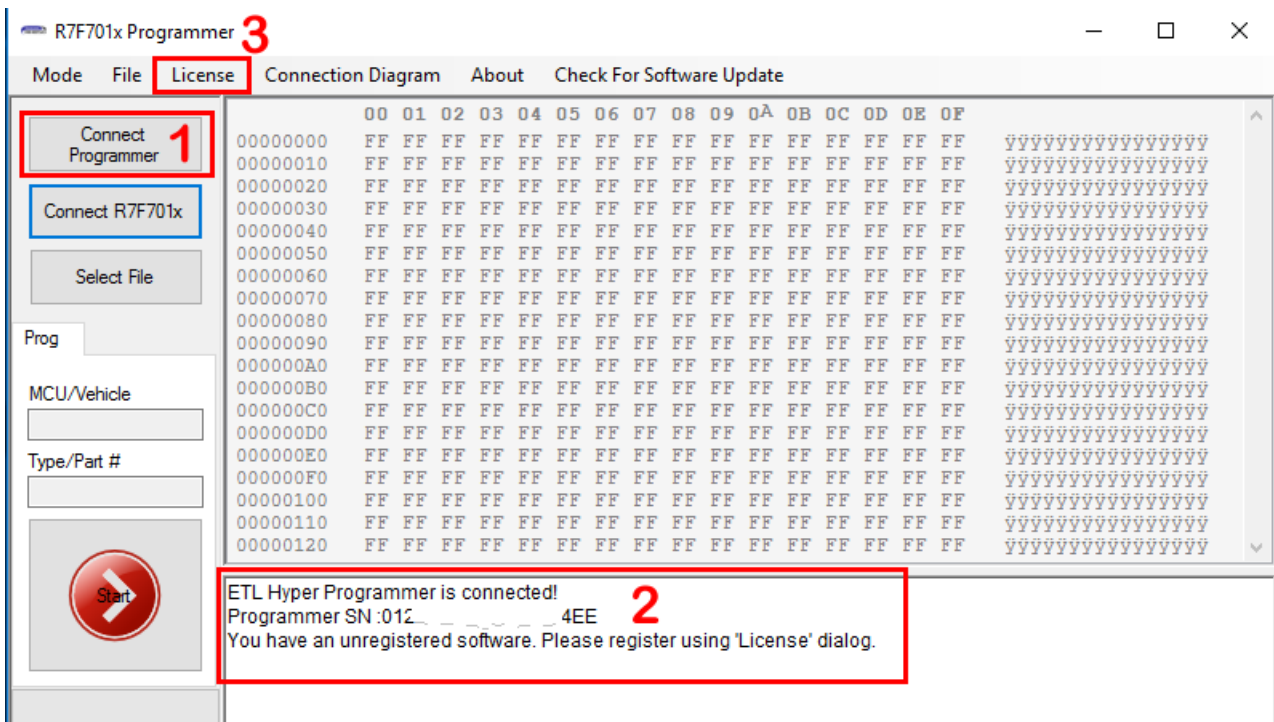 R7F701x Programmer 3
Mode File License Connection Diagram About Check For Software Update
Connect
Programmer 1
Connect R7F701x
Select File
Prog
MCU/Vehicle
Type/Part #
Start
00 01 02 03 04 05 06 07 08 09 0A 0B 0C 0D 0E 0F
00000000 FF FF FF FF FF FF FF FF FF FF FF FF FF FF FF FF ÿÿÿÿÿÿÿÿÿÿÿÿÿÿÿÿ
00000010 FF FF FF FF FF FF FF FF FF FF FF FF FF FF FF FF ÿÿÿÿÿÿÿÿÿÿÿÿÿÿÿÿ
00000020 FF FF FF FF FF FF FF FF FF FF FF FF FF FF FF FF ÿÿÿÿÿÿÿÿÿÿÿÿÿÿÿÿ
00000030 FF FF FF FF FF FF FF FF FF FF FF FF FF FF FF FF ÿÿÿÿÿÿÿÿÿÿÿÿÿÿÿÿ
00000040 FF FF FF FF FF FF FF FF FF FF FF FF FF FF FF FF ÿÿÿÿÿÿÿÿÿÿÿÿÿÿÿÿ
00000050 FF FF FF FF FF FF FF FF FF FF FF FF FF FF FF FF ÿÿÿÿÿÿÿÿÿÿÿÿÿÿÿÿ
00000060 FF FF FF FF FF FF FF FF FF FF FF FF FF FF FF FF ÿÿÿÿÿÿÿÿÿÿÿÿÿÿÿÿ
00000070 FF FF FF FF FF FF FF FF FF FF FF FF FF FF FF FF ÿÿÿÿÿÿÿÿÿÿÿÿÿÿÿÿ
00000080 FF FF FF FF FF FF FF FF FF FF FF FF FF FF FF FF ÿÿÿÿÿÿÿÿÿÿÿÿÿÿÿÿ
00000090 FF FF FF FF FF FF FF FF FF FF FF FF FF FF FF FF ÿÿÿÿÿÿÿÿÿÿÿÿÿÿÿÿ
000000A0 FF FF FF FF FF FF FF FF FF FF FF FF FF FF FF FF ÿÿÿÿÿÿÿÿÿÿÿÿÿÿÿÿ
000000B0 FF FF FF FF FF FF FF FF FF FF FF FF FF FF FF FF ÿÿÿÿÿÿÿÿÿÿÿÿÿÿÿÿ
000000C0 FF FF FF FF FF FF FF FF FF FF FF FF FF FF FF FF ÿÿÿÿÿÿÿÿÿÿÿÿÿÿÿÿ
000000D0 FF FF FF FF FF FF FF FF FF FF FF FF FF FF FF FF ÿÿÿÿÿÿÿÿÿÿÿÿÿÿÿÿ
000000E0 FF FF FF FF FF FF FF FF FF FF FF FF FF FF FF FF ÿÿÿÿÿÿÿÿÿÿÿÿÿÿÿÿ
000000F0 FF FF FF FF FF FF FF FF FF FF FF FF FF FF FF FF ÿÿÿÿÿÿÿÿÿÿÿÿÿÿÿÿ
00000100 FF FF FF FF FF FF FF FF FF FF FF FF FF FF FF FF ÿÿÿÿÿÿÿÿÿÿÿÿÿÿÿÿ
00000110 FF FF FF FF FF FF FF FF FF FF FF FF FF FF FF FF ÿÿÿÿÿÿÿÿÿÿÿÿÿÿÿÿ
00000120 FF FF FF FF FF FF FF FF FF FF FF FF FF FF FF FF ÿÿÿÿÿÿÿÿÿÿÿÿÿÿÿÿ
ETL Hyper Programmer is connected! 2
Programmer SN :012 4EE
You have an unregistered software. Please register using 'License' dialog.